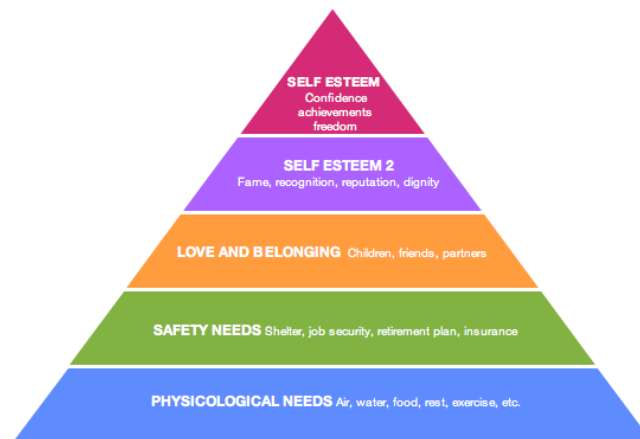 SELF ESTEEM
Confidence
achievements
freedom
SELF ESTEEM 2
Fame, recognition, reputation, dignity
LOVE AND BELONGING Children, friends, partners
SAFETY NEEDS Shelter, job security, retirement plan, insurance
PHYSICOLOGICAL NEEDS Air, water, food, rest, exercise, etc.